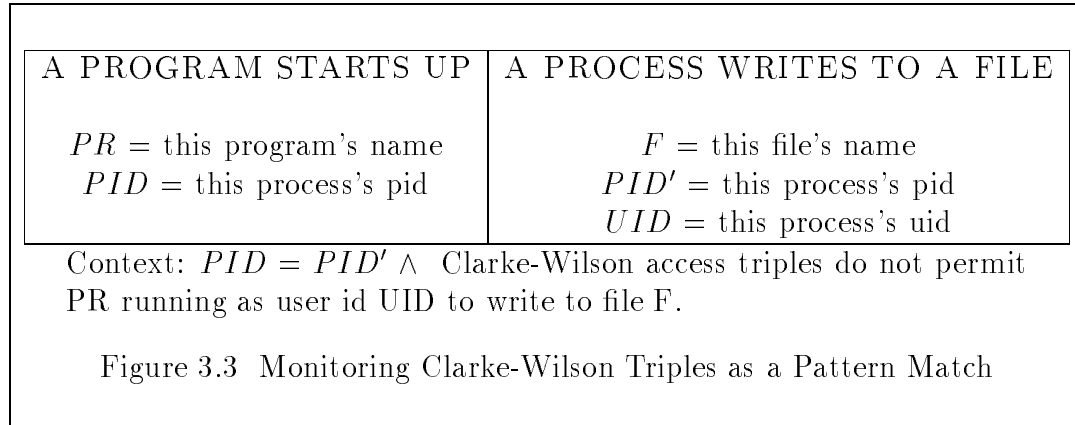 A PROGRAM STARTS UP
PR = this program's name
PID = this process's pid
A PROCESS WRITES TO A FILE
F = this file's name
PID′ = this process's pid
UID = this process's uid
Context: PID = PID′ ∧ Clarke-Wilson access triples do not permit
PR running as user id UID to write to file F.
Figure 3.3 Monitoring Clarke-Wilson Triples as a Pattern Match